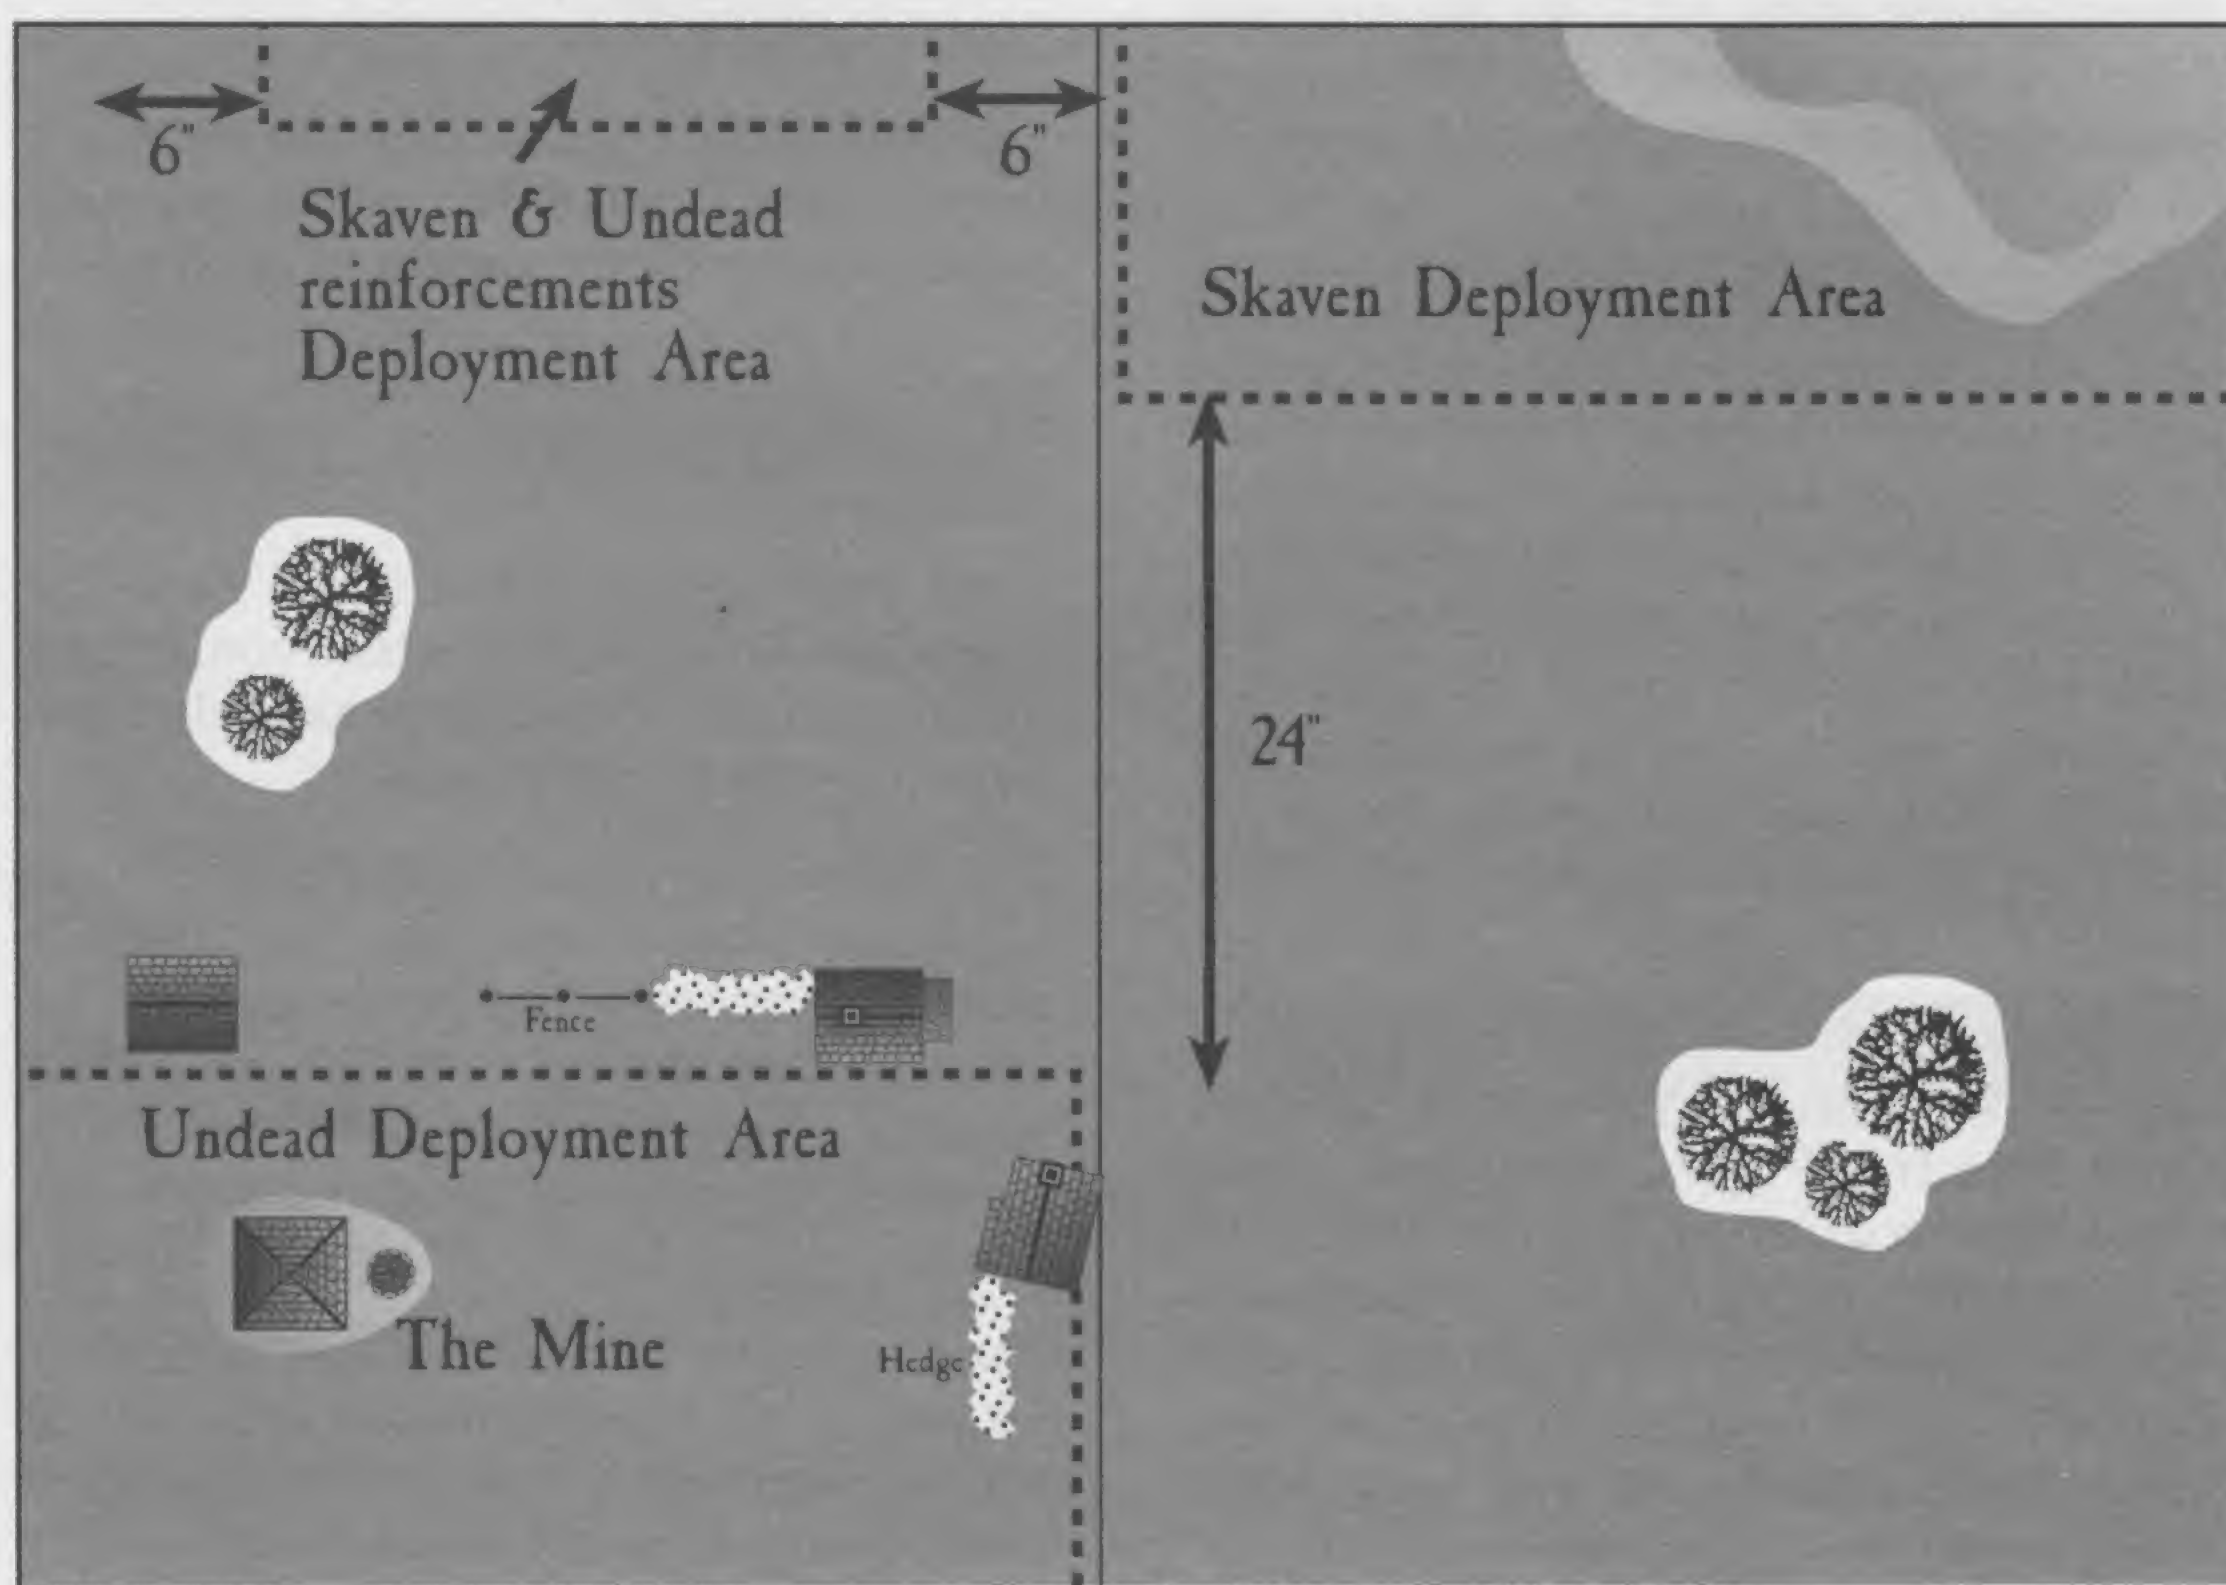 6"
6"
Skaven & Undead
reinforcements
Deployment Area
Skaven Deployment Area
24"
Fence
Undead Deployment Area
The Mine
Hedge